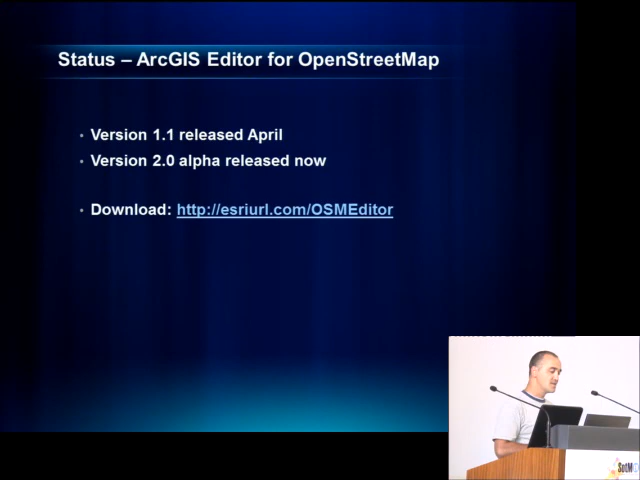 Status – ArcGIS Editor for OpenStreetMap
• Version 1.1 released April
• Version 2.0 alpha released now
• Download: http://esriurl.com/OSMEditor
SotM